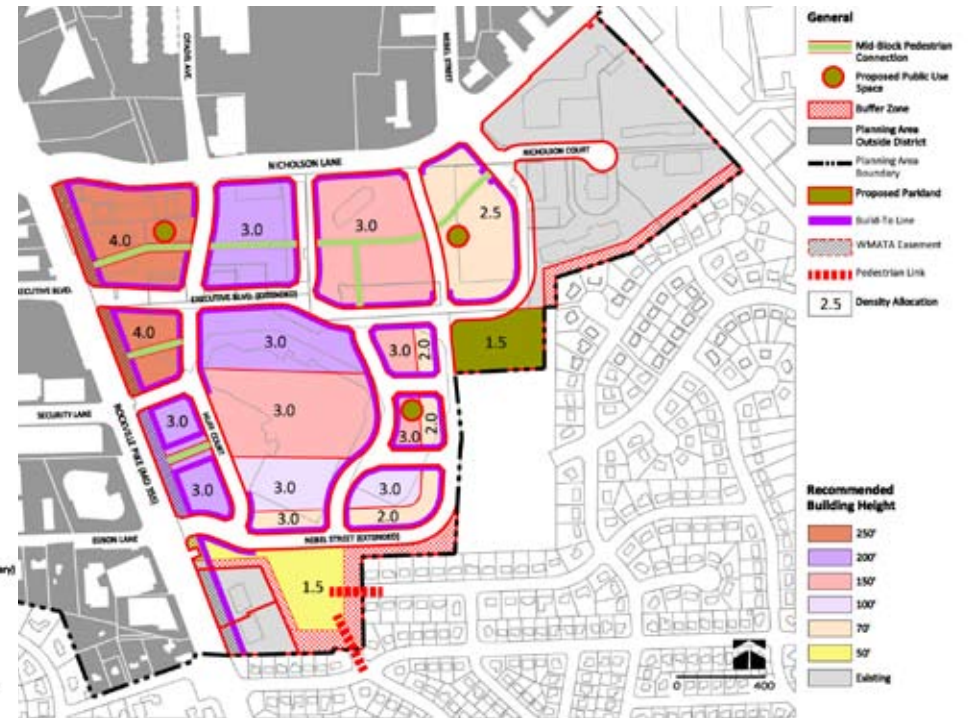 CRAIG AVE.
NEBEL STREET
NICHOLSON LANE
NICHOLSON COURT
4.0
3.0
3.0
2.5
EXECUTIVE BLVD.
EXECUTIVE BLVD. (EXTENDED)
4.0
3.0
3.0
2.0
1.5
SECURITY LANE
ROCKVILLE PIKE (MD 355)
HUFF COURT
3.0
3.0
3.0
2.0
3.0
3.0
3.0
3.0
2.0
EDSON LANE
NEBEL STREET (EXTENDED)
1.5
0 400
General
Mid-Block Pedestrian
Connection
Proposed Public Use
Space
Buffer Zone
Planning Area
Outside District
Planning Area
Boundary
Proposed Parkland
Build-To Line
WMATA Easement
Pedestrian Link
2.5 Density Allocation
Recommended
Building Height
250'
200'
150'
100'
70'
50'
Existing